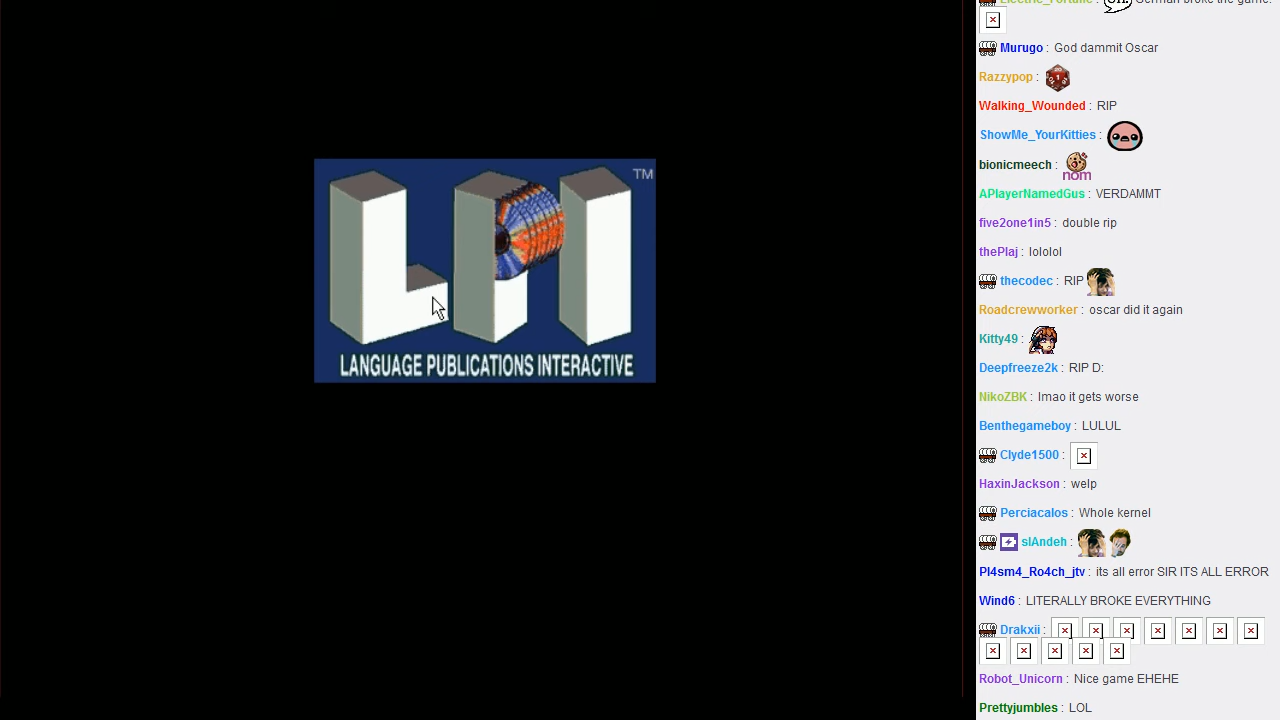 TM
LPI
LANGUAGE PUBLICATIONS INTERACTIVE
Electric_Fortune : OH. German broke the game.
Murugo : God dammit Oscar
Razzypop :
Walking_Wounded : RIP
ShowMe_YourKitties :
bionicmeech : nom
APlayerNamedGus : VERDAMMT
five2one1in5 : double rip
thePlaj : lololol
thecodec : RIP
Roadcrewworker : oscar did it again
Kitty49 :
Deepfreeze2k : RIP D:
NikoZBK : lmao it gets worse
Benthegameboy : LULUL
Clyde1500 :
HaxinJackson : welp
Perciacalos : Whole kernel
slAndeh :
Pl4sm4_Ro4ch_jtv : its all error SIR ITS ALL ERROR
Wind6 : LITERALLY BROKE EVERYTHING
Drakxii :
Robot_Unicorn : Nice game EHEHE
Prettyjumbles : LOL